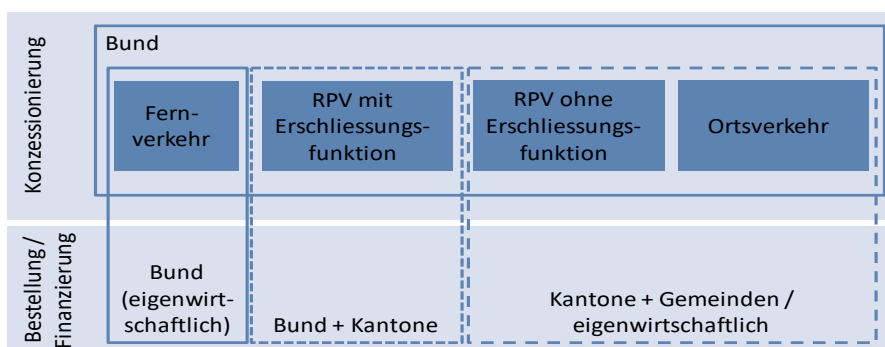 Konzessionierung
Bund
Fern-
verkehr
RPV mit
Erschliessungs-
funktion
RPV ohne
Erschliessungs-
funktion
Ortsverkehr
Bestellung /
Finanzierung
Bund
(eigenwirt-
schaftlich)
Bund + Kantone
Kantone + Gemeinden /
eigenwirtschaftlich